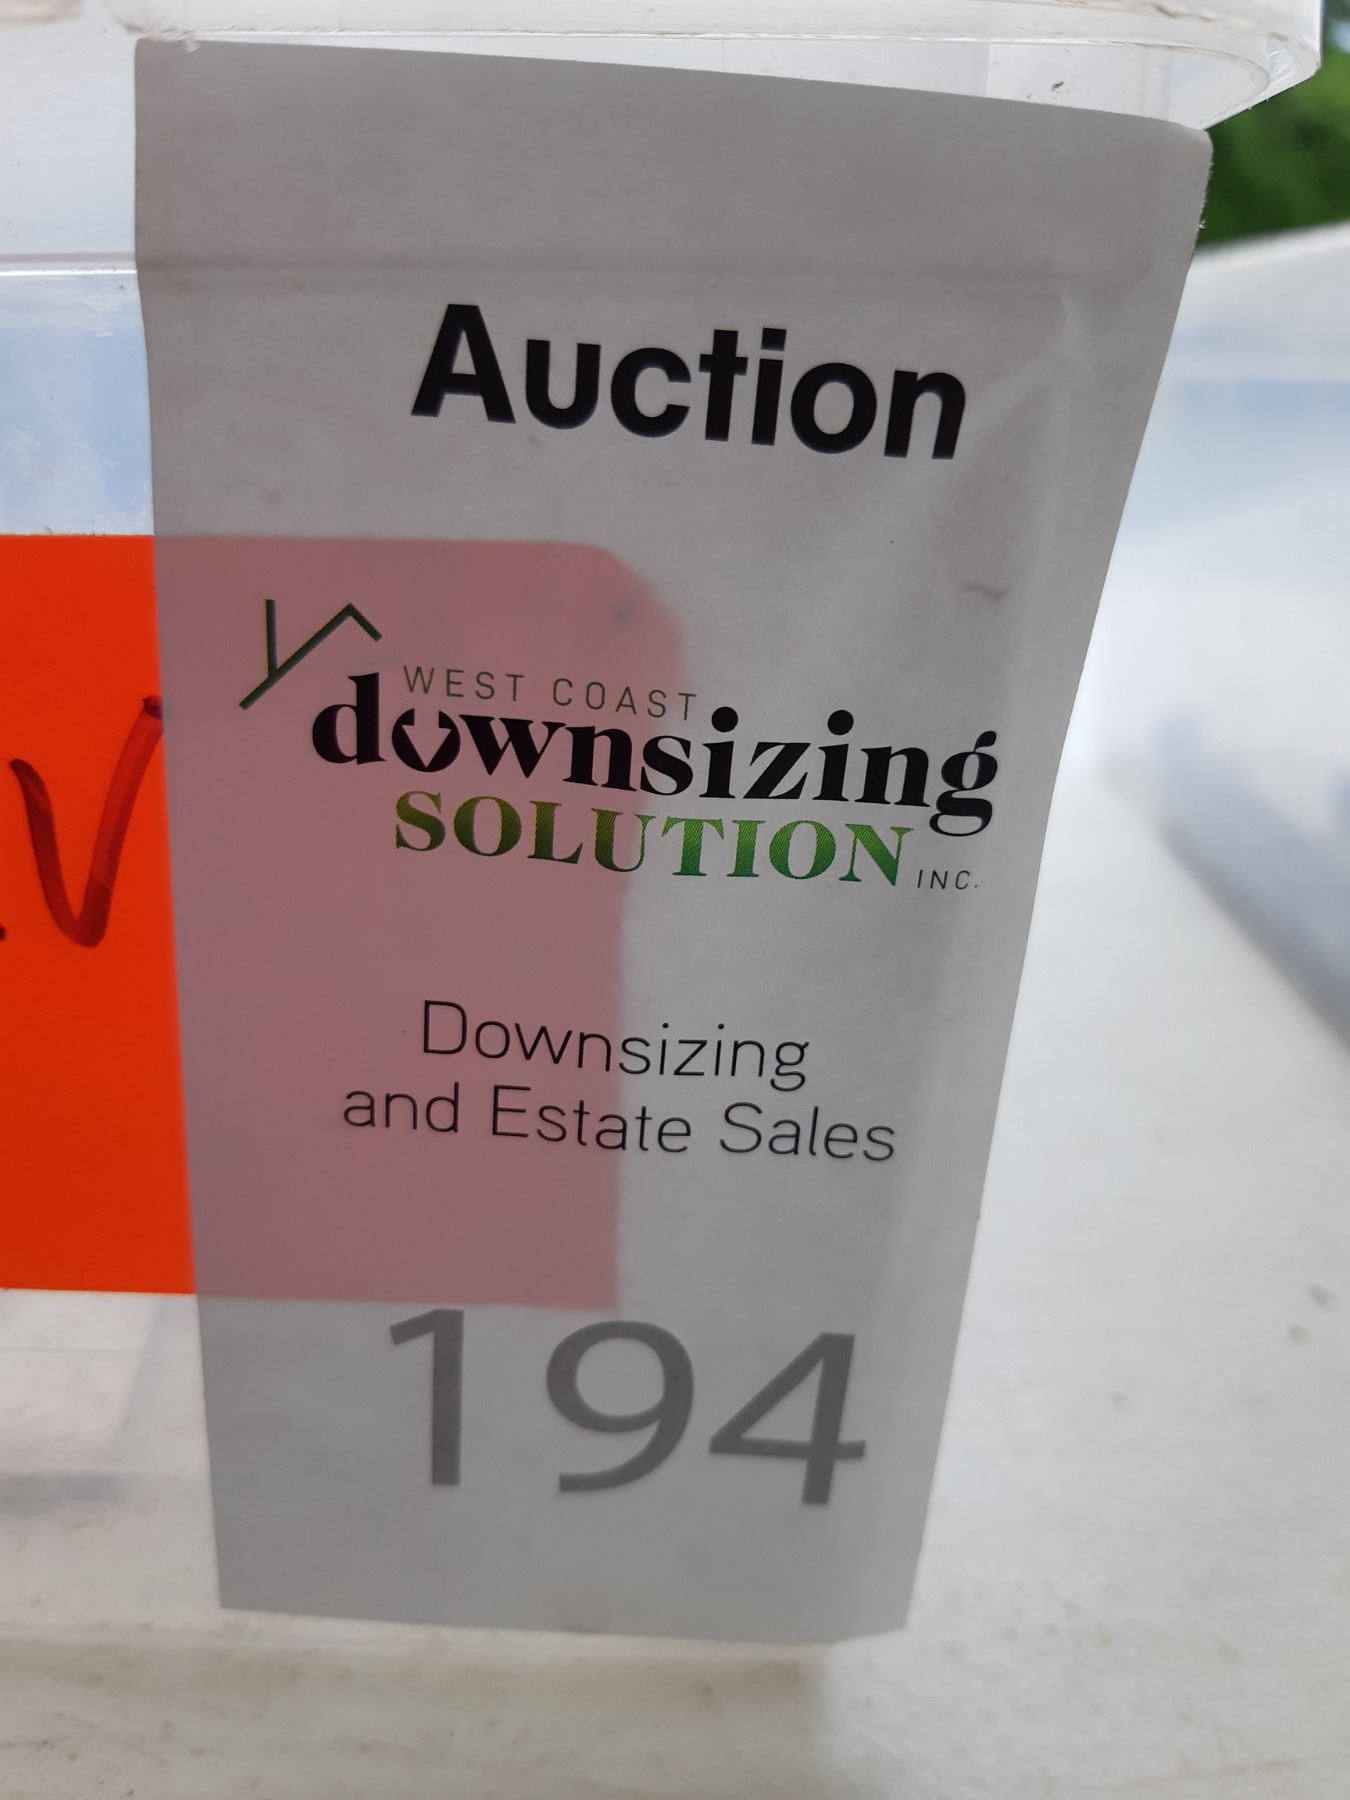 Auction
WEST COAST
downsizing
SOLUTION INC.
Downsizing
and Estate Sales
194